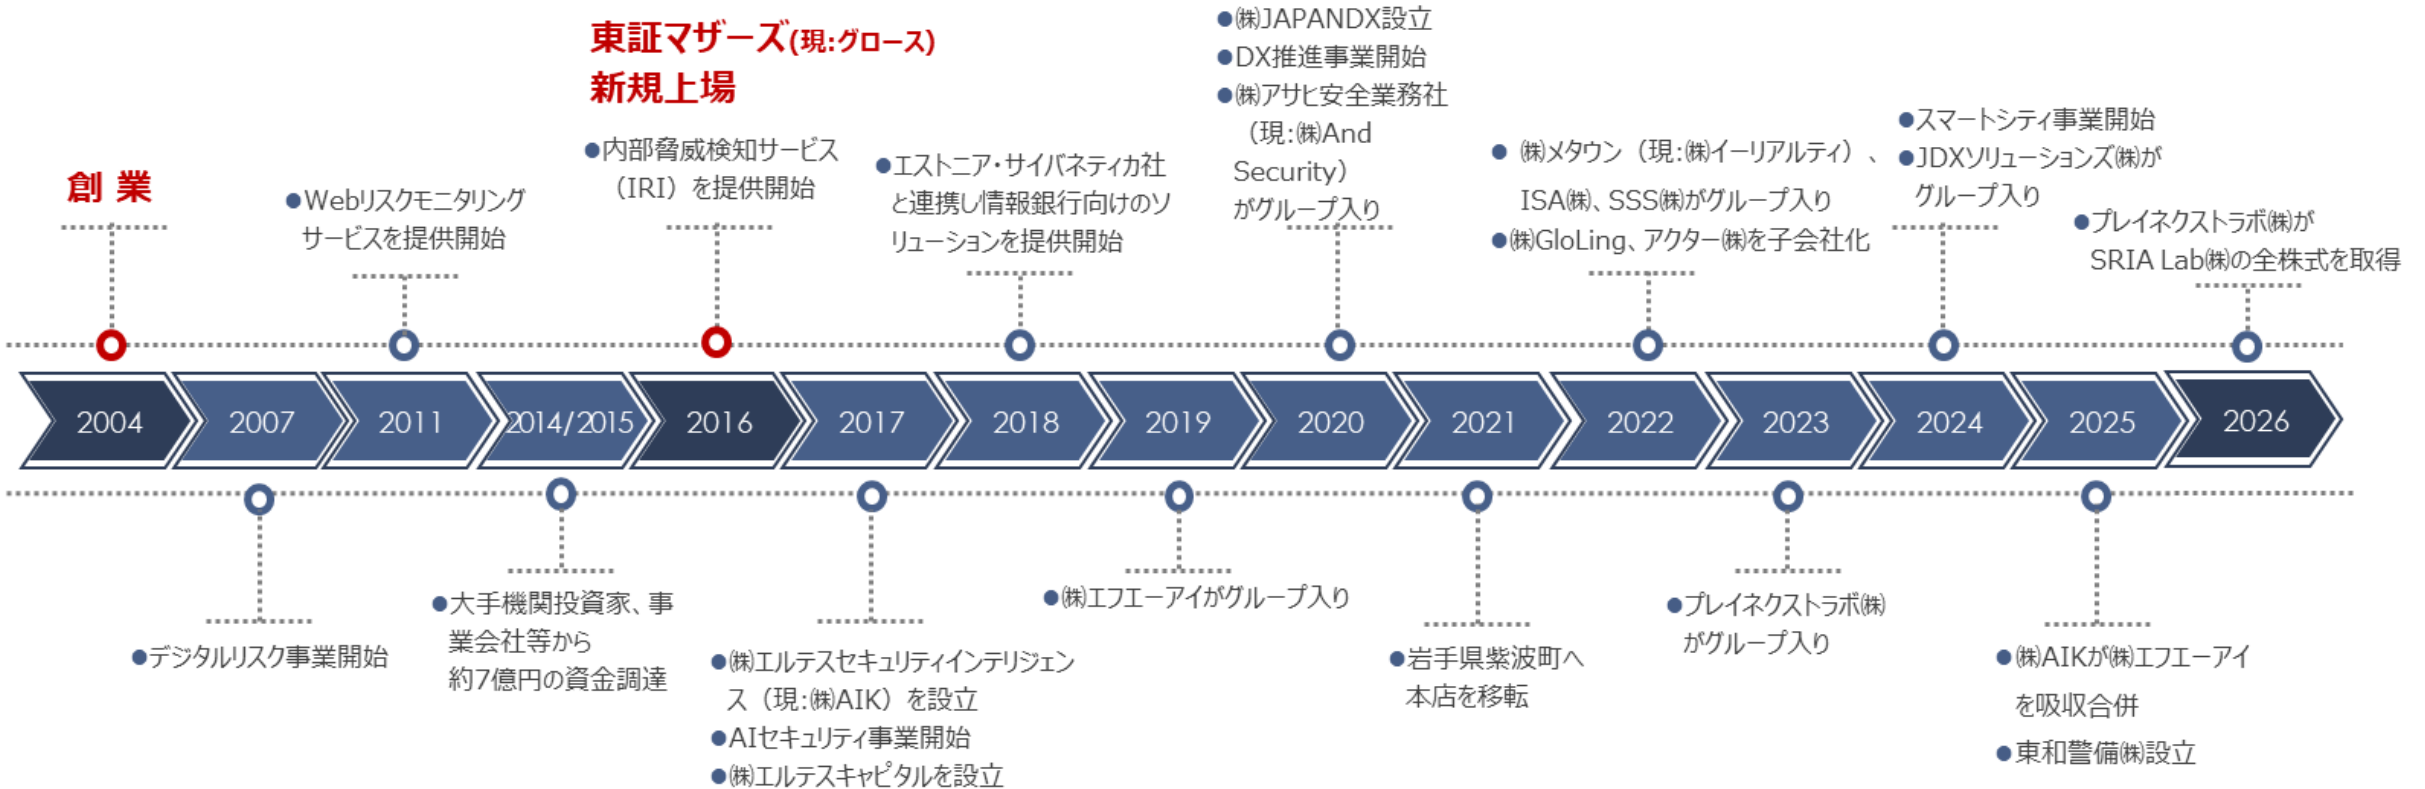 創 業
●Webリスクモニタリング
サービスを提供開始
東証マザーズ(現:グロース)
新規上場
●内部脅威検知サービス
（IRI）を提供開始
●エストニア・サイバネティカ社
と連携し情報銀行向けのソ
リューションを提供開始
●㈱JAPANDX設立
●DX推進事業開始
●㈱アサヒ安全業務社
（現:㈱And
Security）
がグループ入り
● ㈱メタウン（現:㈱イーリアルティ）、
ISA㈱、SSS㈱がグループ入り
●㈱GloLing、アクター㈱を子会社化
●スマートシティ事業開始
●JDXソリューションズ㈱が
グループ入り
●プレイネクストラボ㈱が
SRIA Lab㈱の全株式を取得
2004
2007
2011
2014/2015
2016
2017
2018
2019
2020
2021
2022
2023
2024
2025
2026
●デジタルリスク事業開始
●大手機関投資家、事
業会社等から
約7億円の資金調達
●㈱エルテスセキュリティインテリジェン
ス（現:㈱AIK）を設立
●AIセキュリティ事業開始
●㈱エルテスキャピタルを設立
●㈱エフエーアイがグループ入り
●岩手県紫波町へ
本店を移転
●プレイネクストラボ㈱
がグループ入り
●㈱AIKが㈱エフエーアイ
を吸収合併
●東和警備㈱設立